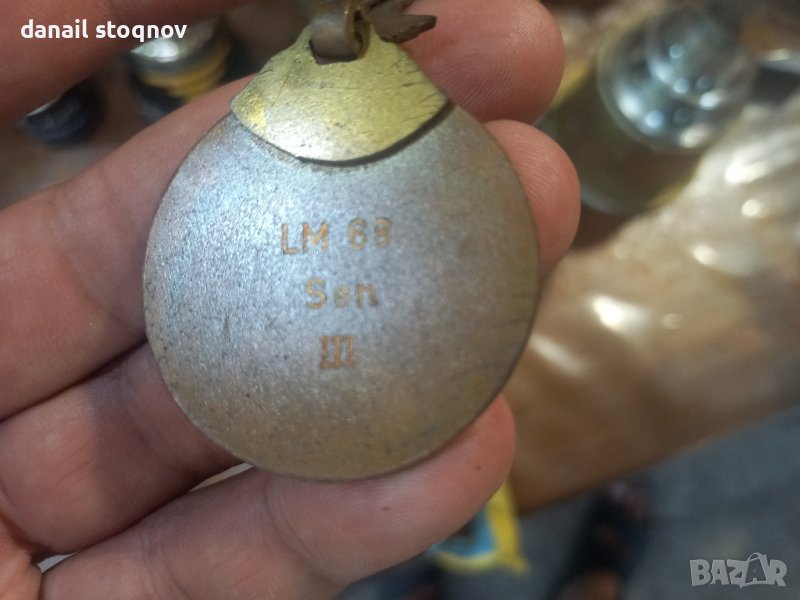 danail stoqnov
LM 68
Sen
III
BAZAR